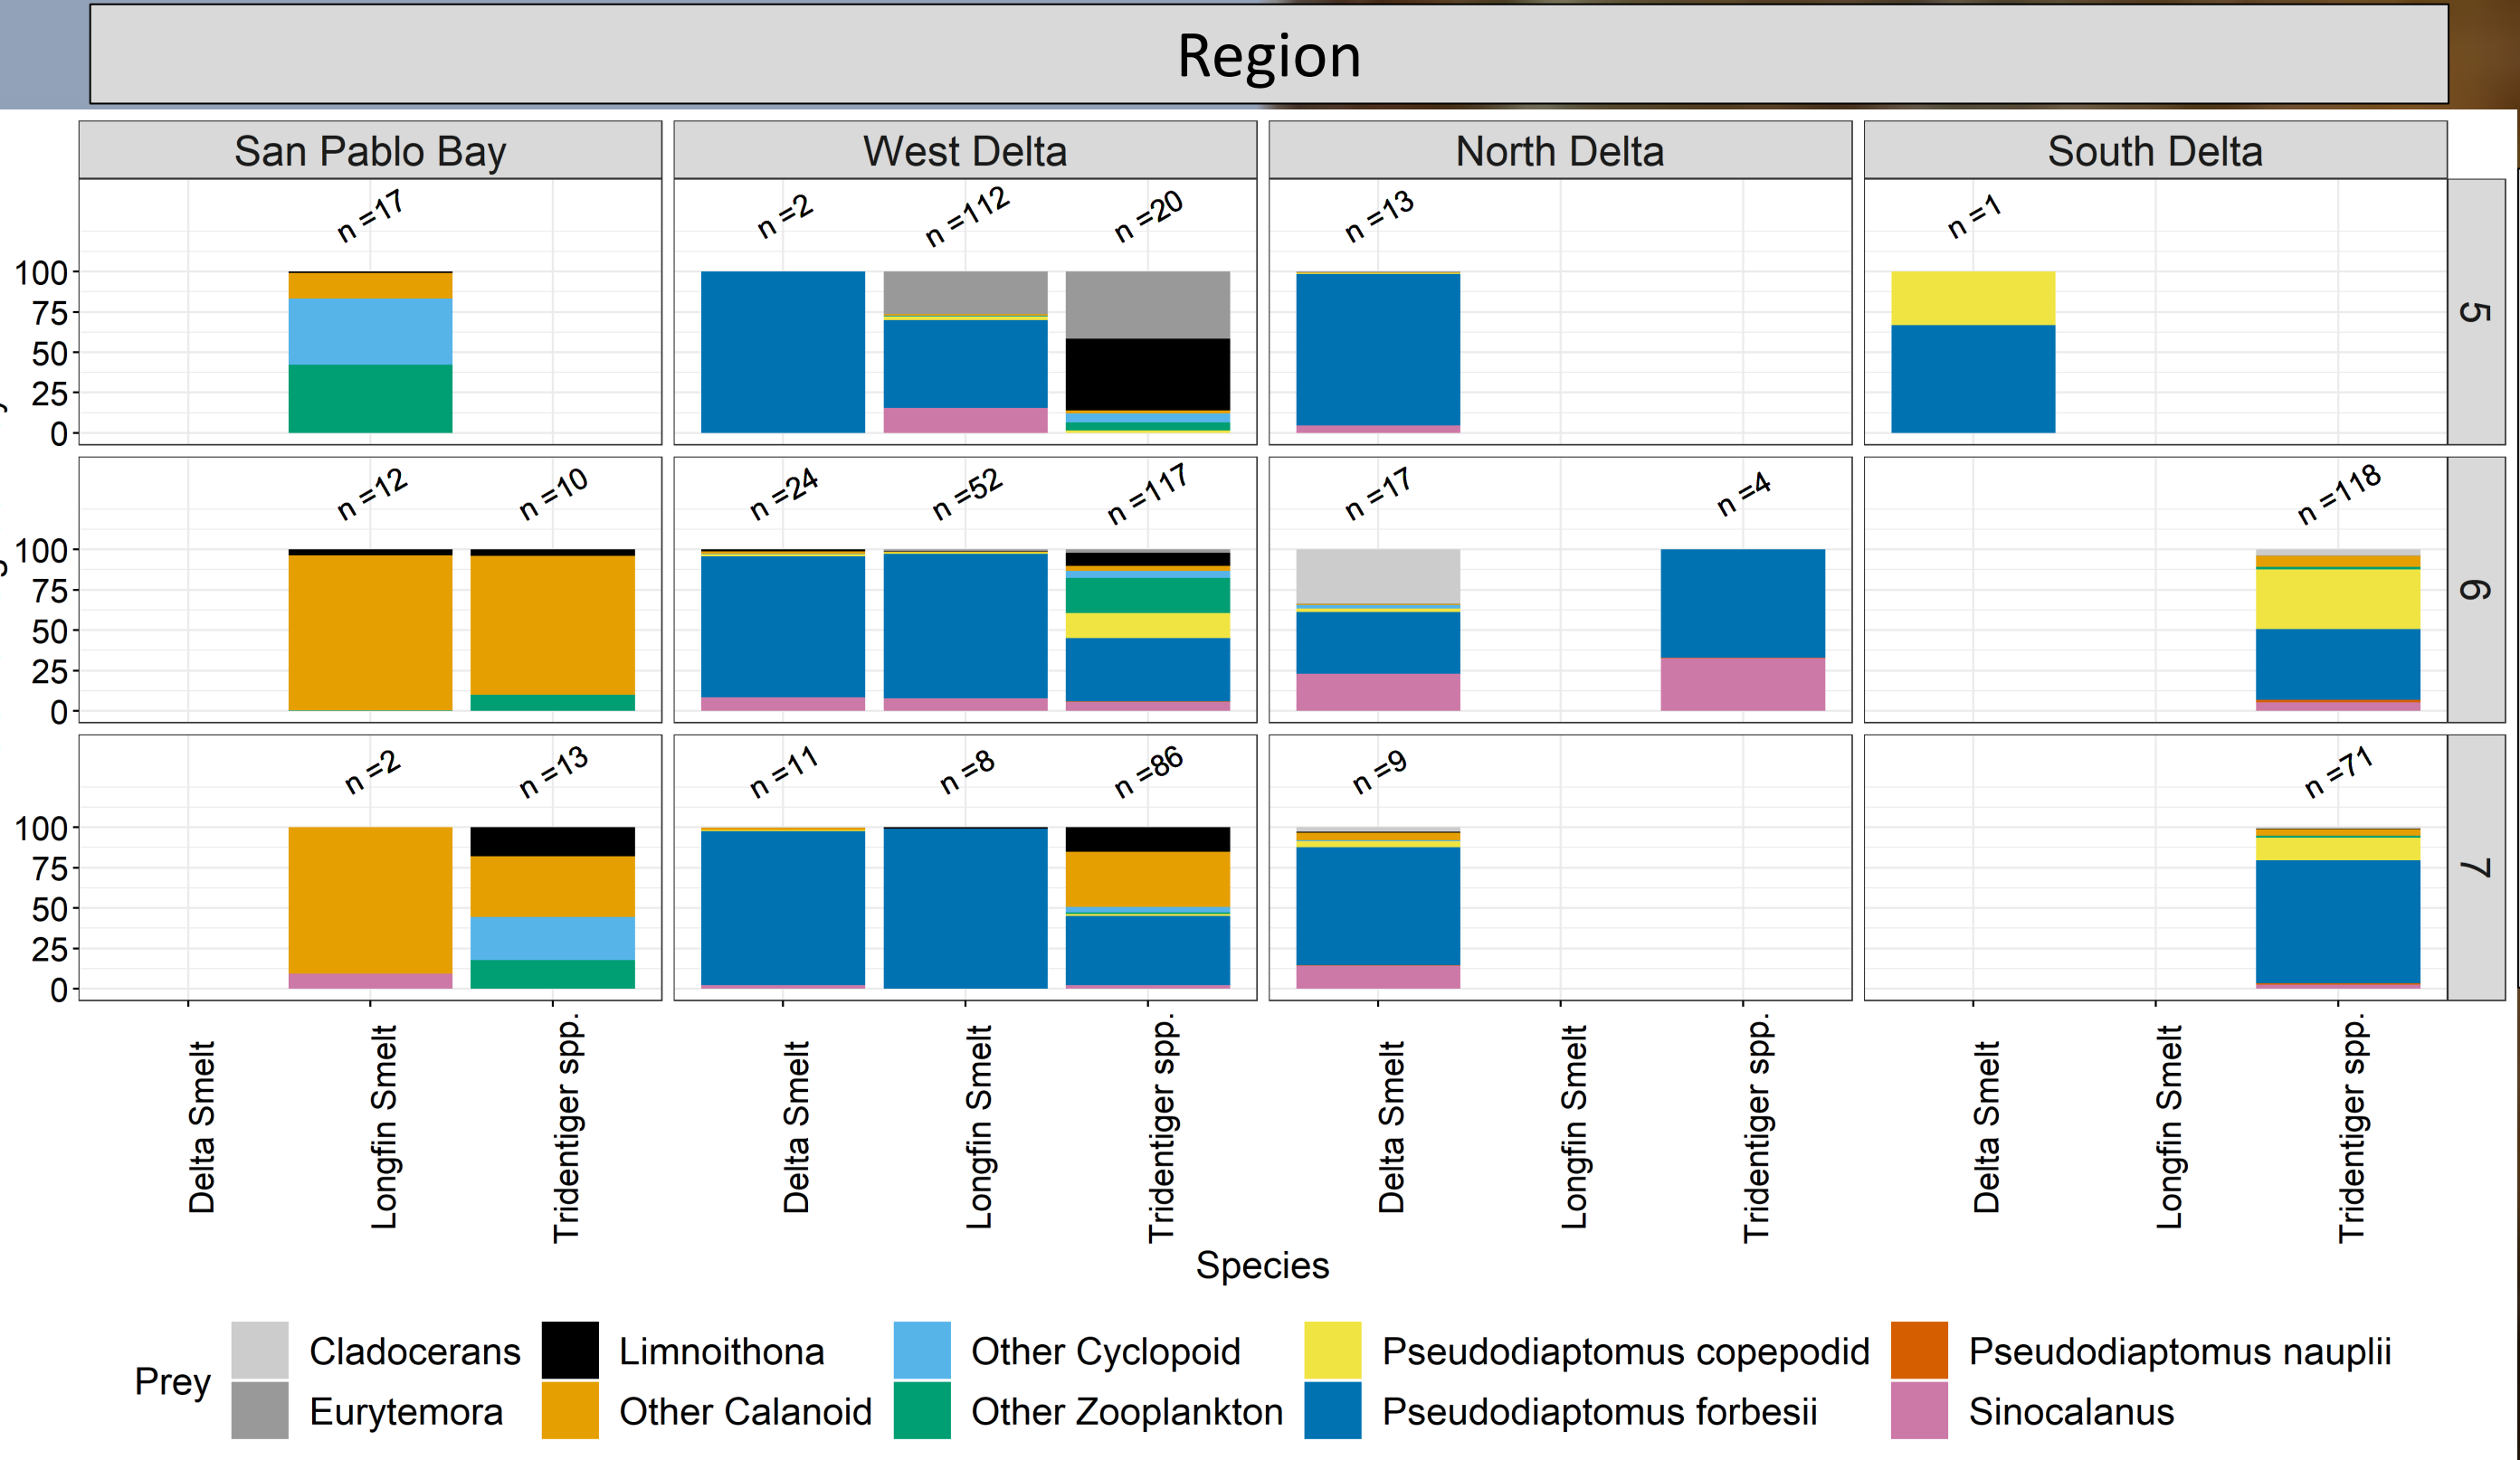 Region
San Pablo Bay West Delta North Delta South Delta
n =17 n =2 n =112 n =20 n =13 n =1
100
75
50
25
0
5
n =12 n =10 n =24 n =52 n =117 n =17 n =4 n =118
100
75
50
25
0
6
n =2 n =13 n =11 n =8 n =86 n =9 n =71
100
75
50
25
0
7
Delta Smelt
Longfin Smelt
Tridentiger spp.
Delta Smelt
Longfin Smelt
Tridentiger spp.
Delta Smelt
Longfin Smelt
Tridentiger spp.
Delta Smelt
Longfin Smelt
Tridentiger spp.
Species
Prey
Cladocerans Limnoithona Other Cyclopoid Pseudodiaptomus copepodid Pseudodiaptomus nauplii
Eurytemora Other Calanoid Other Zooplankton Pseudodiaptomus forbesii Sinocalanus